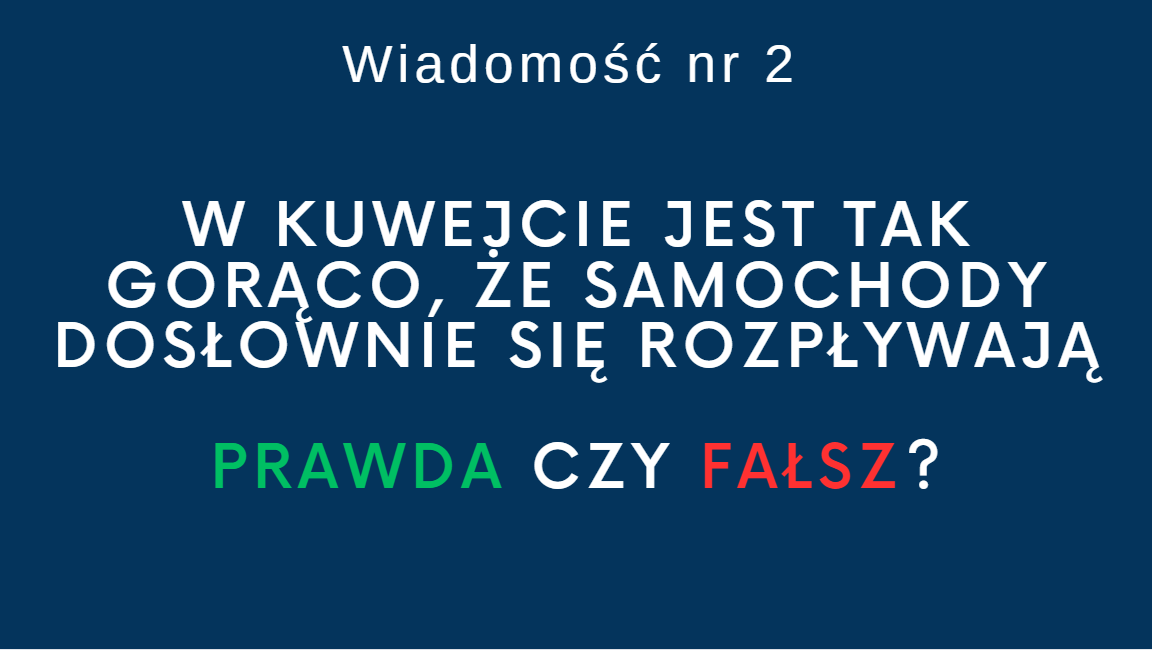 Wiadomość nr 2
W KUWEJCIE JEST TAK
GORĄCO, ŻE SAMOCHODY
DOSŁOWNIE SIĘ ROZPŁYWAJĄ
PRAWDA CZY FAŁSZ?